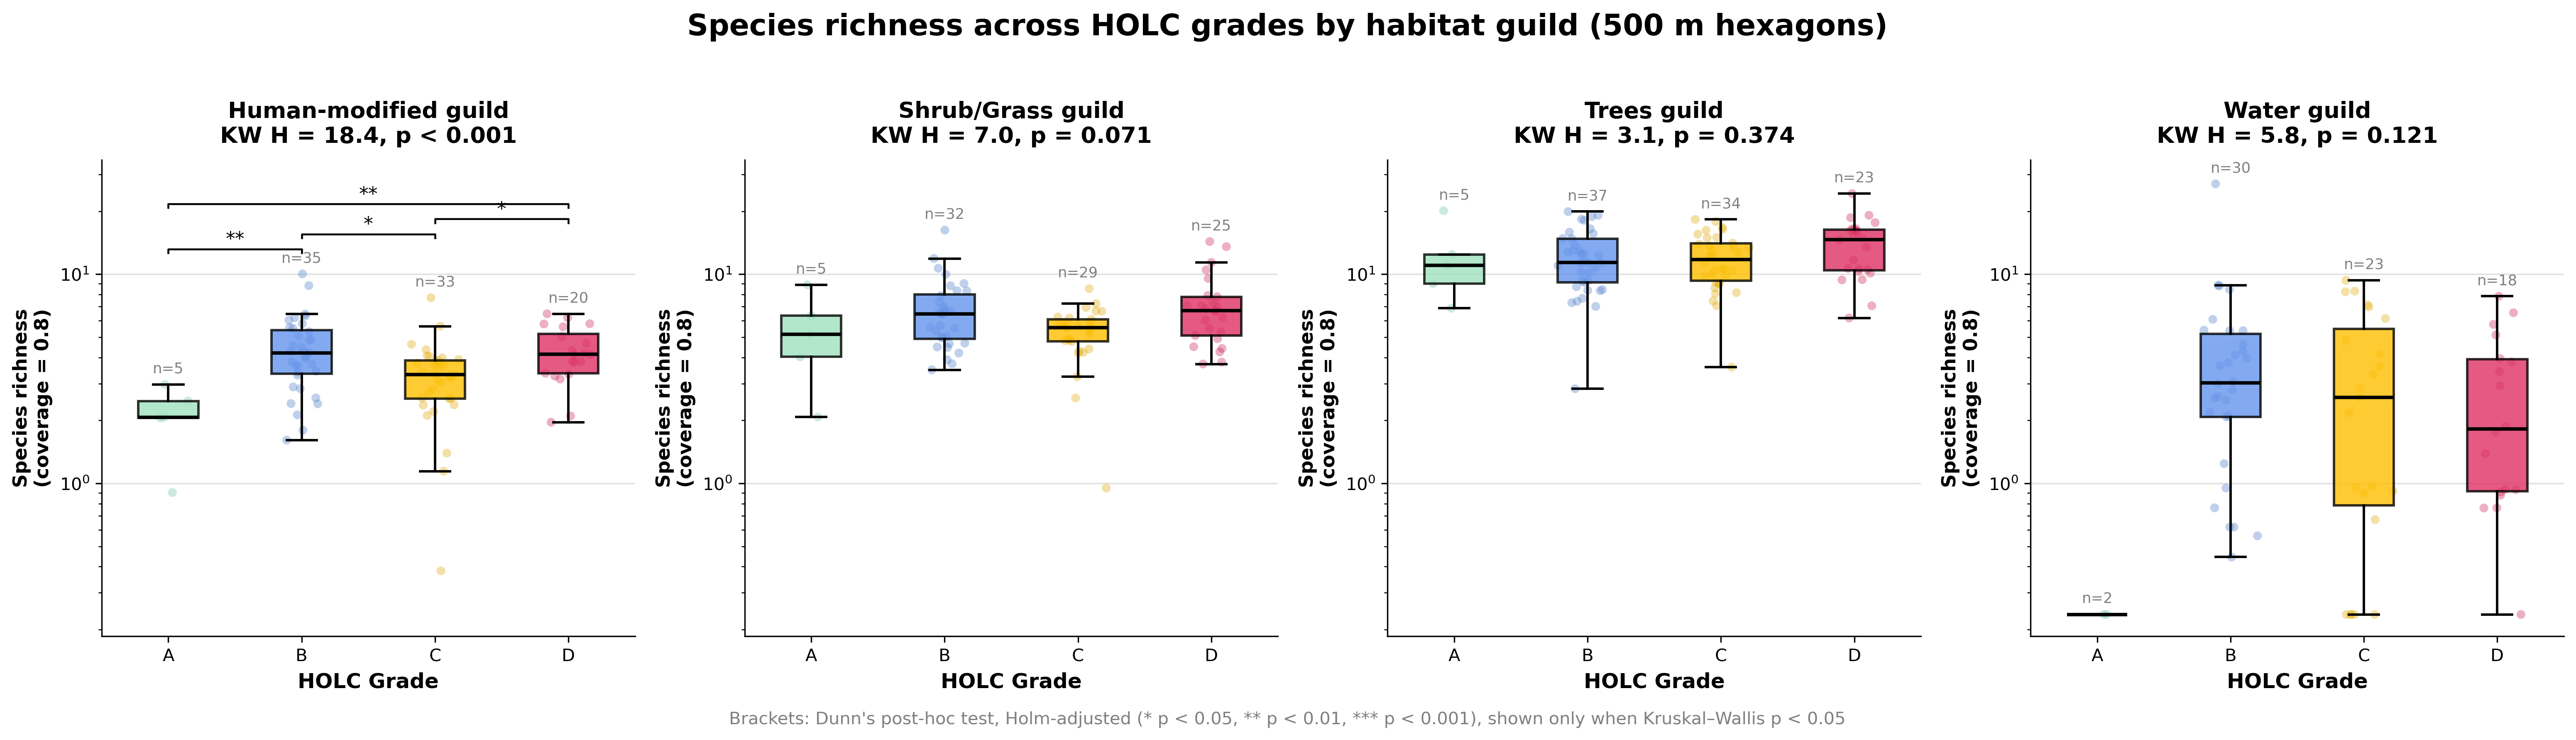 Species richness across HOLC grades by habitat guild (500 m hexagons)
Human-modified guild
KW H = 18.4, p < 0.001
Species richness
(coverage = 0.8)
10¹
10⁰
**
*
**
*
n=5
n=35
n=33
n=20
A
B
C
D
HOLC Grade
Shrub/Grass guild
KW H = 7.0, p = 0.071
Species richness
(coverage = 0.8)
10¹
10⁰
n=5
n=32
n=29
n=25
A
B
C
D
HOLC Grade
Trees guild
KW H = 3.1, p = 0.374
Species richness
(coverage = 0.8)
10¹
10⁰
n=5
n=37
n=34
n=23
A
B
C
D
HOLC Grade
Water guild
KW H = 5.8, p = 0.121
Species richness
(coverage = 0.8)
10¹
10⁰
n=2
n=30
n=23
n=18
A
B
C
D
HOLC Grade
Brackets: Dunn's post-hoc test, Holm-adjusted (* p < 0.05, ** p < 0.01, *** p < 0.001), shown only when Kruskal–Wallis p < 0.05